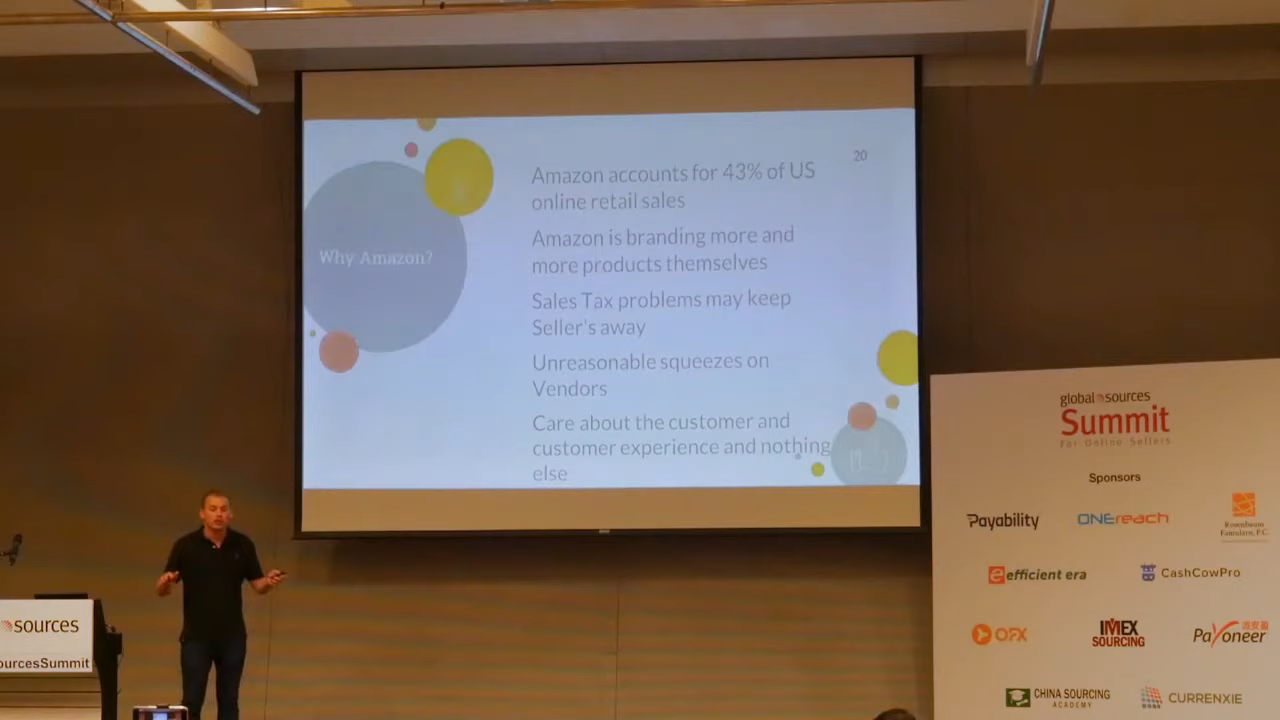 20
Why Amazon?
Amazon accounts for 43% of US
online retail sales
Amazon is branding more and
more products themselves
Sales Tax problems may keep
Seller's away
Unreasonable squeezes on
Vendors
Care about the customer and
customer experience and nothing
else
sources
ourcesSummit
global sources
Summit
For Online Sellers
Sponsors
Payability
ONEreach
Rosenbaum
Famularo, P.C.
efficient era
CashCowPro
OFX
IMEX
SOURCING
Payoneer
CHINA SOURCING
ACADEMY
CURRENXIE